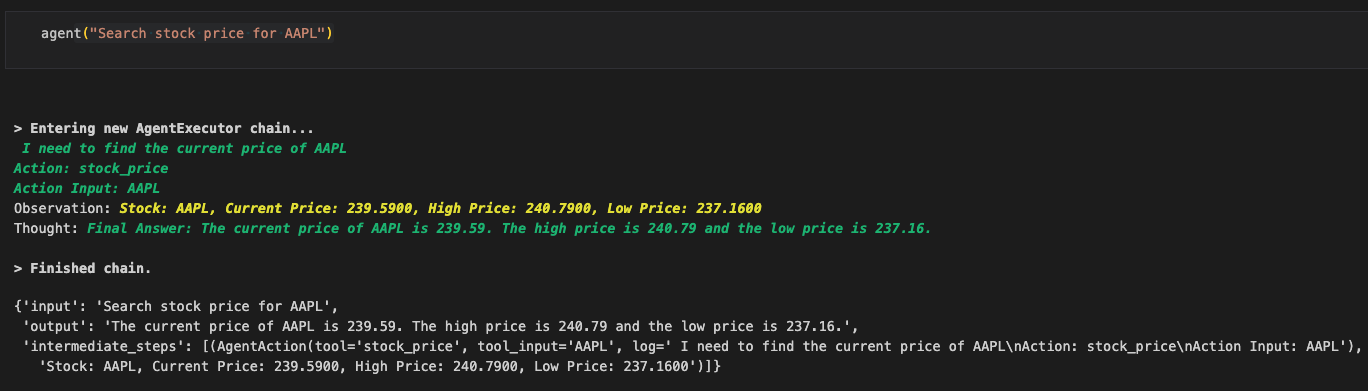 agent("Search stock price for AAPL")
> Entering new AgentExecutor chain...
I need to find the current price of AAPL
Action: stock_price
Action Input: AAPL
Observation: Stock: AAPL, Current Price: 239.5900, High Price: 240.7900, Low Price: 237.1600
Thought: Final Answer: The current price of AAPL is 239.59. The high price is 240.79 and the low price is 237.16.
> Finished chain.
{'input': 'Search stock price for AAPL',
'output': 'The current price of AAPL is 239.59. The high price is 240.79 and the low price is 237.16.',
'intermediate_steps': [(AgentAction(tool='stock_price', tool_input='AAPL', log=' I need to find the current price of AAPL\nAction: stock_price\nAction Input: AAPL'),
'Stock: AAPL, Current Price: 239.5900, High Price: 240.7900, Low Price: 237.1600')]}